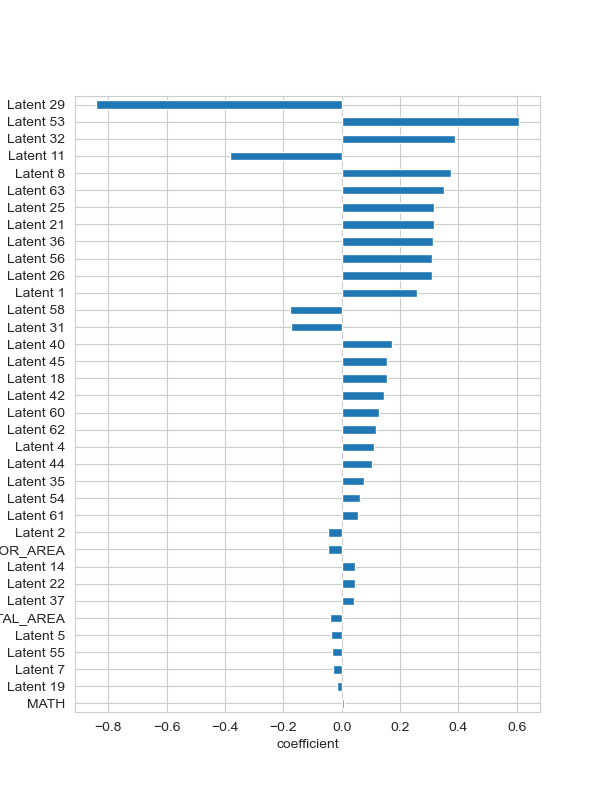 Latent 29
Latent 53
Latent 32
Latent 11
Latent 8
Latent 63
Latent 25
Latent 21
Latent 36
Latent 56
Latent 26
Latent 1
Latent 58
Latent 31
Latent 40
Latent 45
Latent 18
Latent 42
Latent 60
Latent 62
Latent 4
Latent 44
Latent 35
Latent 54
Latent 61
Latent 2
OR_AREA
Latent 14
Latent 22
Latent 37
TAL_AREA
Latent 5
Latent 55
Latent 7
Latent 19
MATH
−0.8 −0.6 −0.4 −0.2 0.0 0.2 0.4 0.6
coefficient